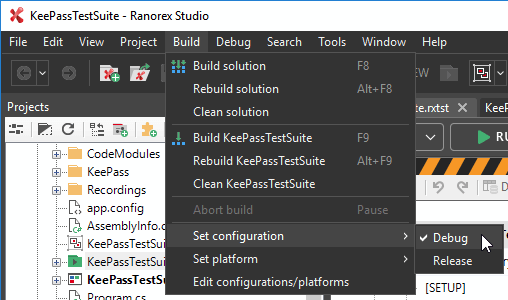 KeePassTestSuite - Ranorex Studio
File Edit View Project Build Debug Search Tools Window Help
Build solution F8
Rebuild solution Alt+F8
Clean solution
Build KeePassTestSuite F9
Rebuild KeePassTestSuite Alt+F9
Clean KeePassTestSuite
Abort build Pause
Set configuration
Set platform
Edit configurations/platforms
Debug
Release
Projects
CodeModules
KeePass
Recordings
app.config
AssemblyInfo.c
KeePassTestSui
KeePassTestSui
KeePassTestSui
Program.cs
EW
te.rxtst
KeeP
RU
D
[SETUP]